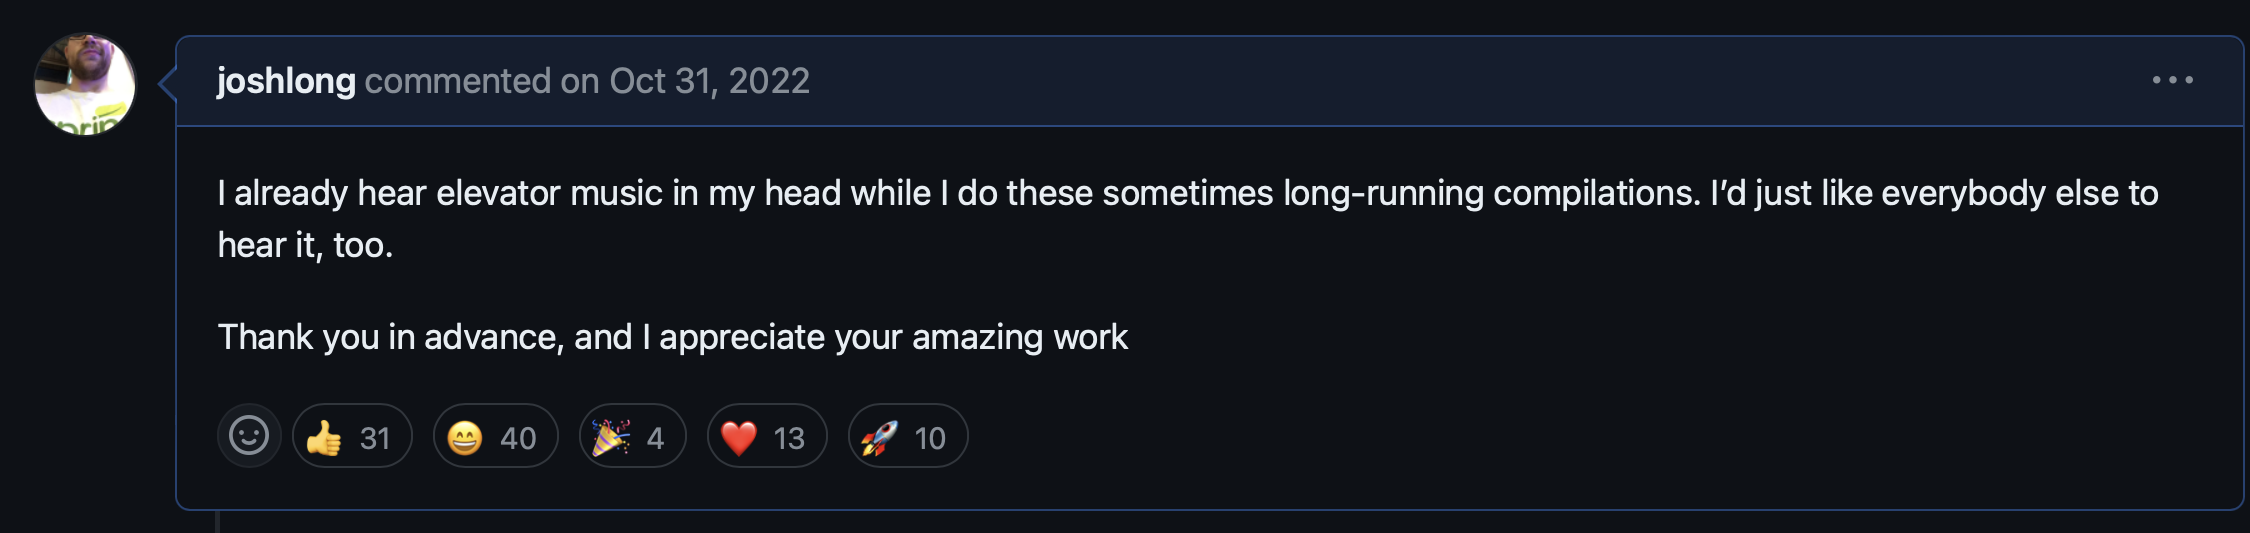 joshlong commented on Oct 31, 2022
I already hear elevator music in my head while I do these sometimes long-running compilations. I’d just like everybody else to
hear it, too.
Thank you in advance, and I appreciate your amazing work
👍 31 😄 40 🎉 4 ❤️ 13 🚀 10